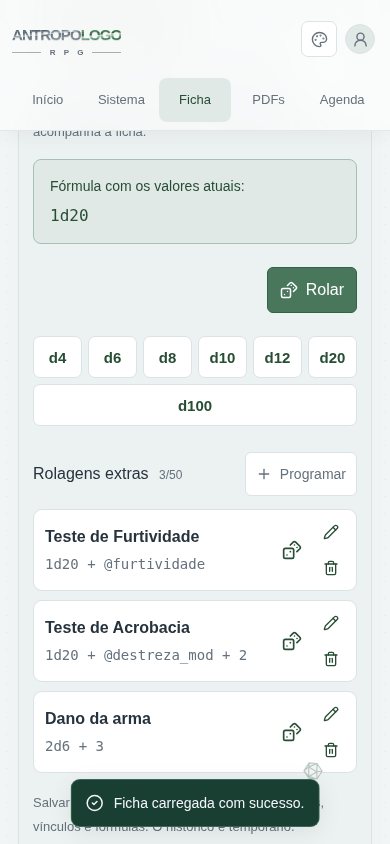 ANTROPOLOGO
RPG
Início Sistema Ficha PDFs Agenda
acompanha a ficha.
Fórmula com os valores atuais:
1d20
Rolar
d4 d6 d8 d10 d12 d20
d100
Rolagens extras 3/50 Programar
Teste de Furtividade
1d20 + @furtividade
Teste de Acrobacia
1d20 + @destreza_mod + 2
Dano da arma
2d6 + 3
Ficha carregada com sucesso.
Salvar
vínculos e fórmulas. O histórico é temporário.